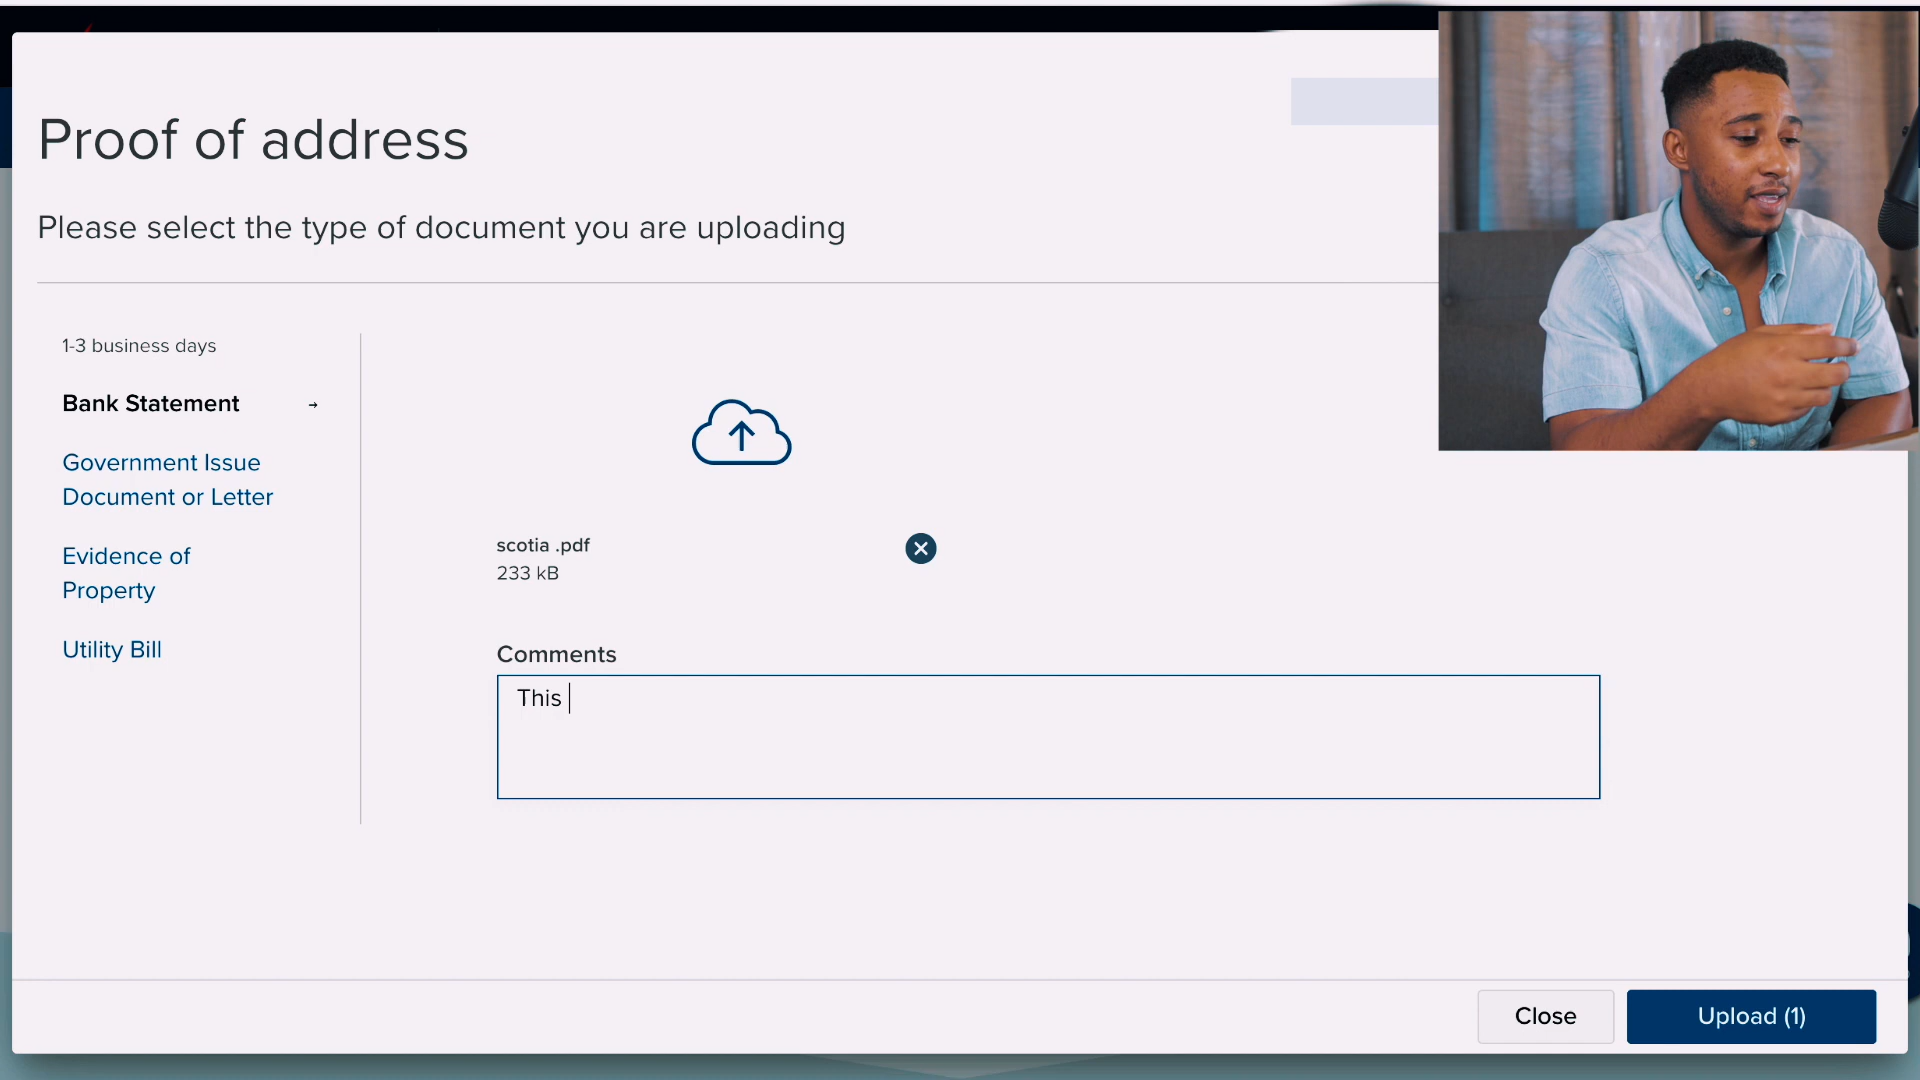 Proof of address
Please select the type of document you are uploading
1-3 business days
Bank Statement →
Government Issue
Document or Letter
Evidence of
Property
Utility Bill
scotia .pdf
233 kB
Comments
This
Close
Upload (1)